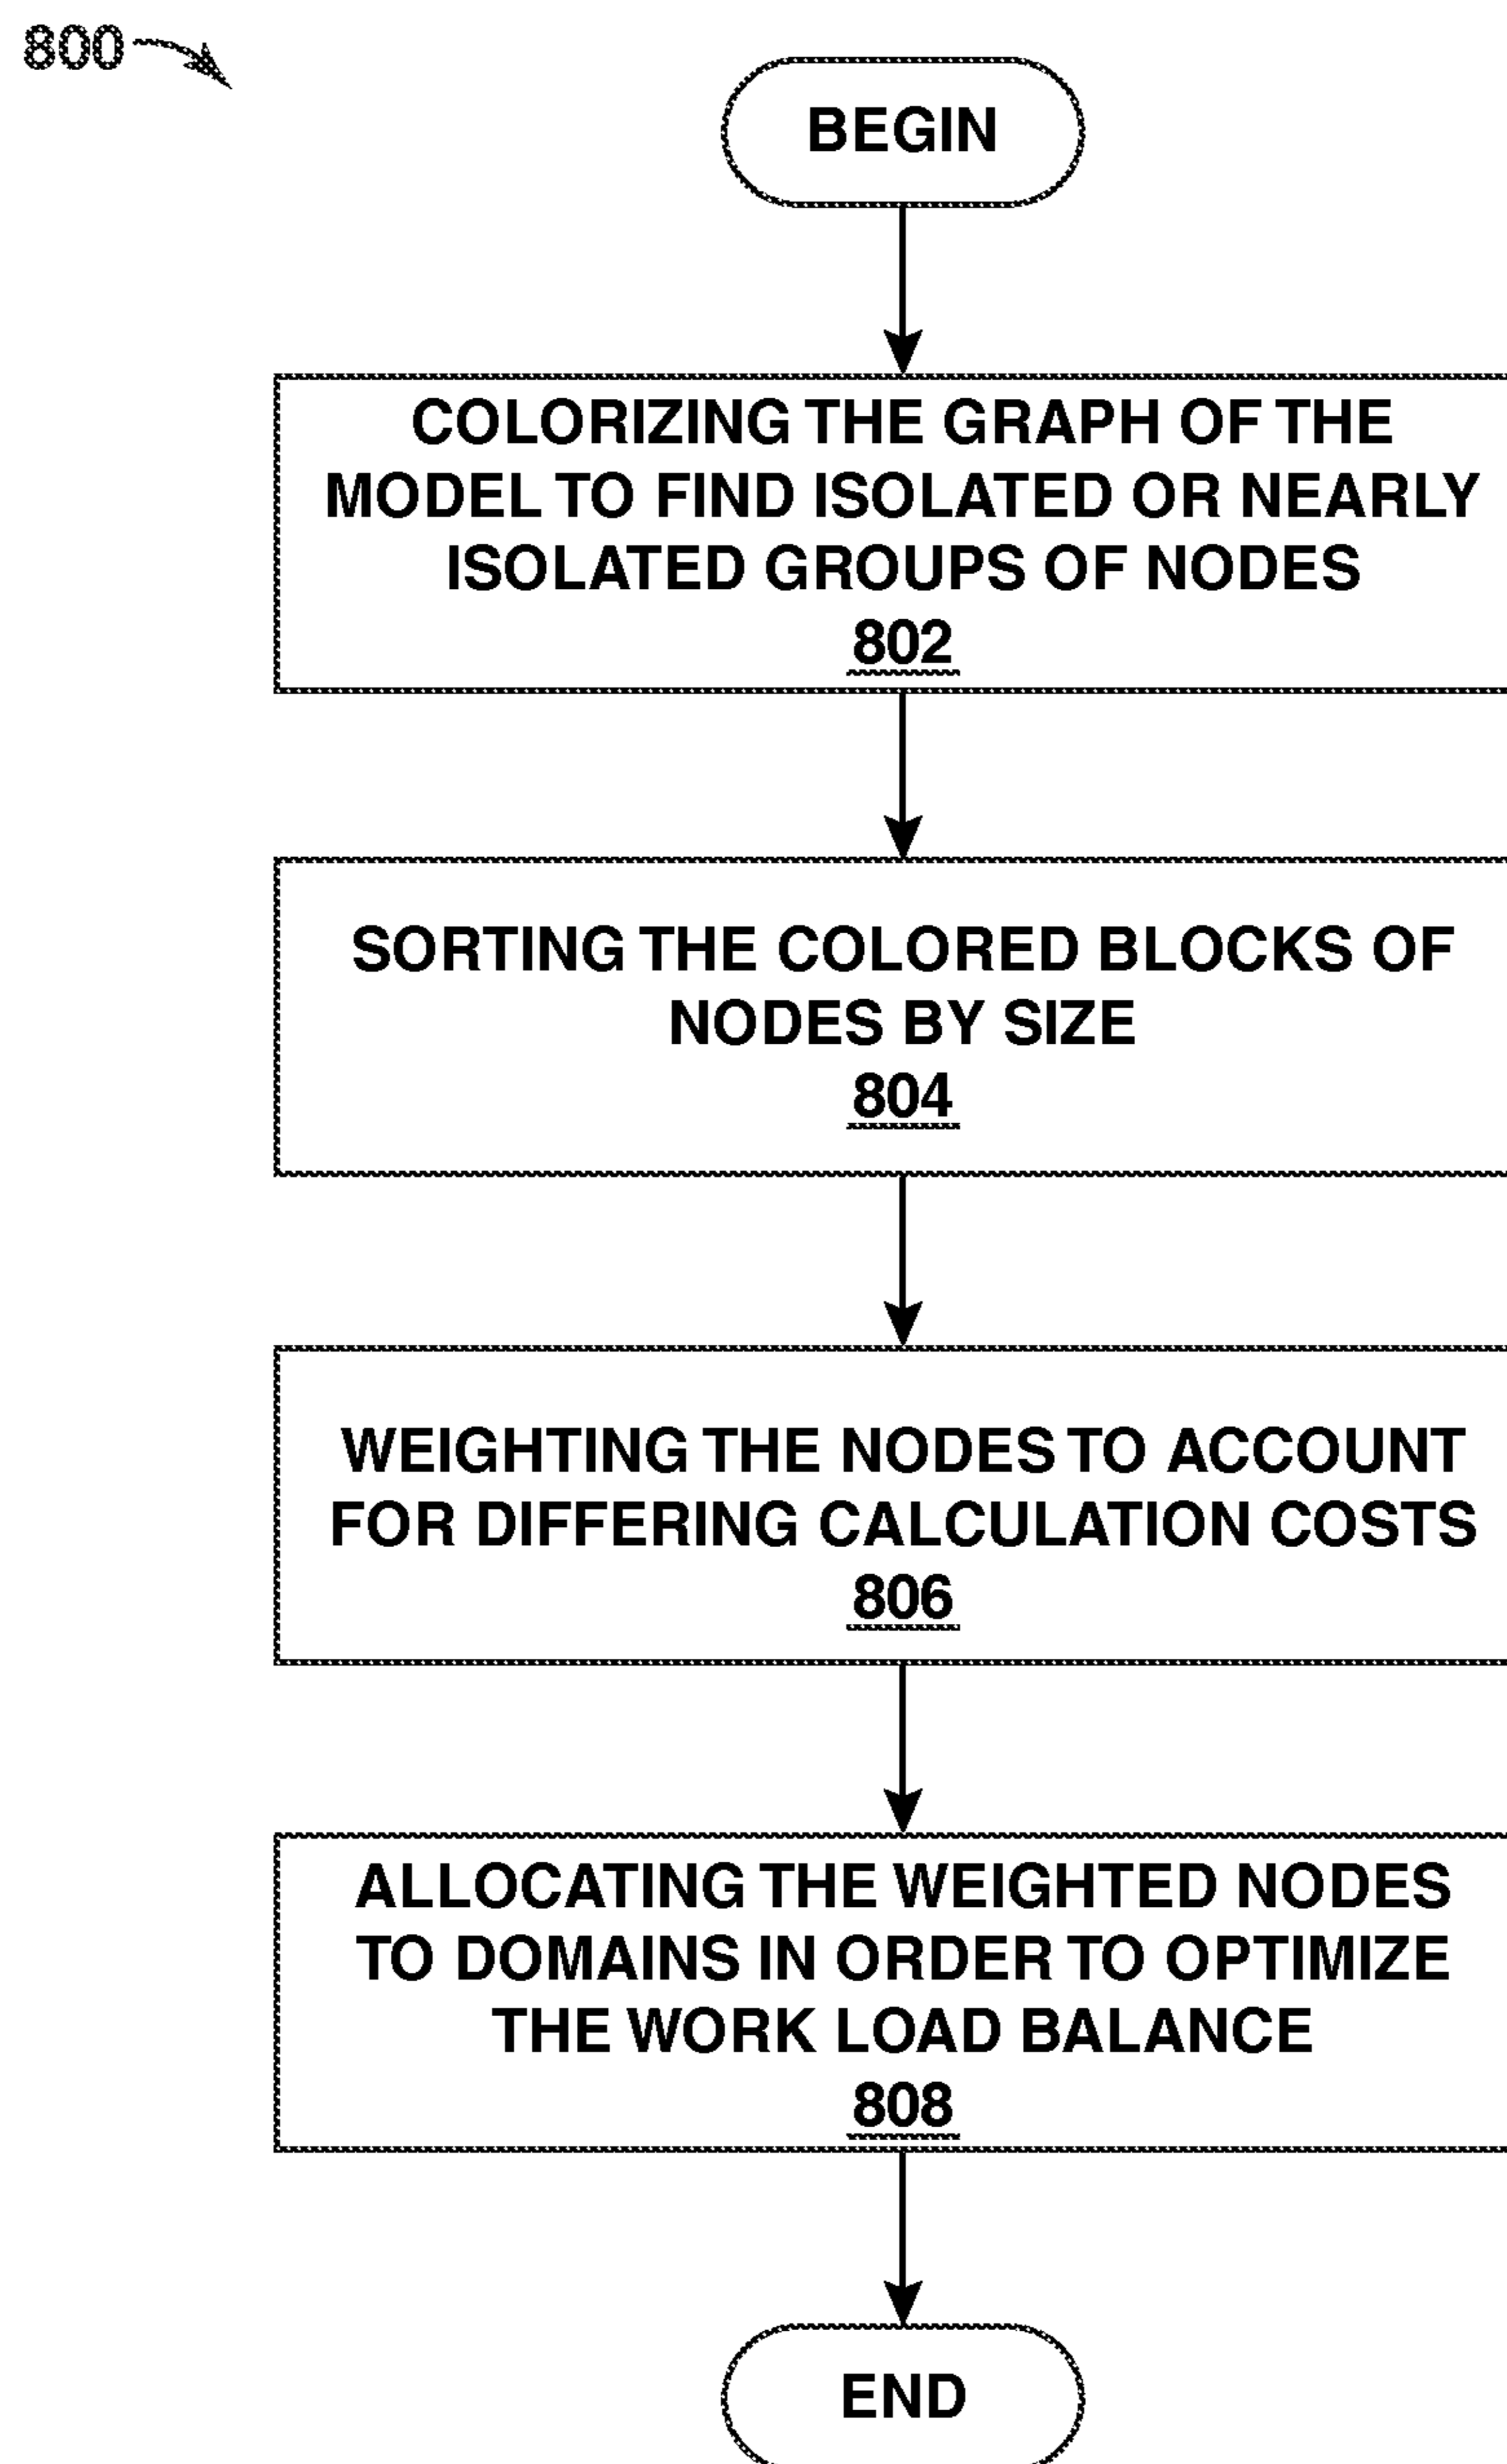 800
BEGIN
COLORIZING THE GRAPH OF THE
MODEL TO FIND ISOLATED OR NEARLY
ISOLATED GROUPS OF NODES
802
SORTING THE COLORED BLOCKS OF
NODES BY SIZE
804
WEIGHTING THE NODES TO ACCOUNT
FOR DIFFERING CALCULATION COSTS
806
ALLOCATING THE WEIGHTED NODES
TO DOMAINS IN ORDER TO OPTIMIZE
THE WORK LOAD BALANCE
808
END